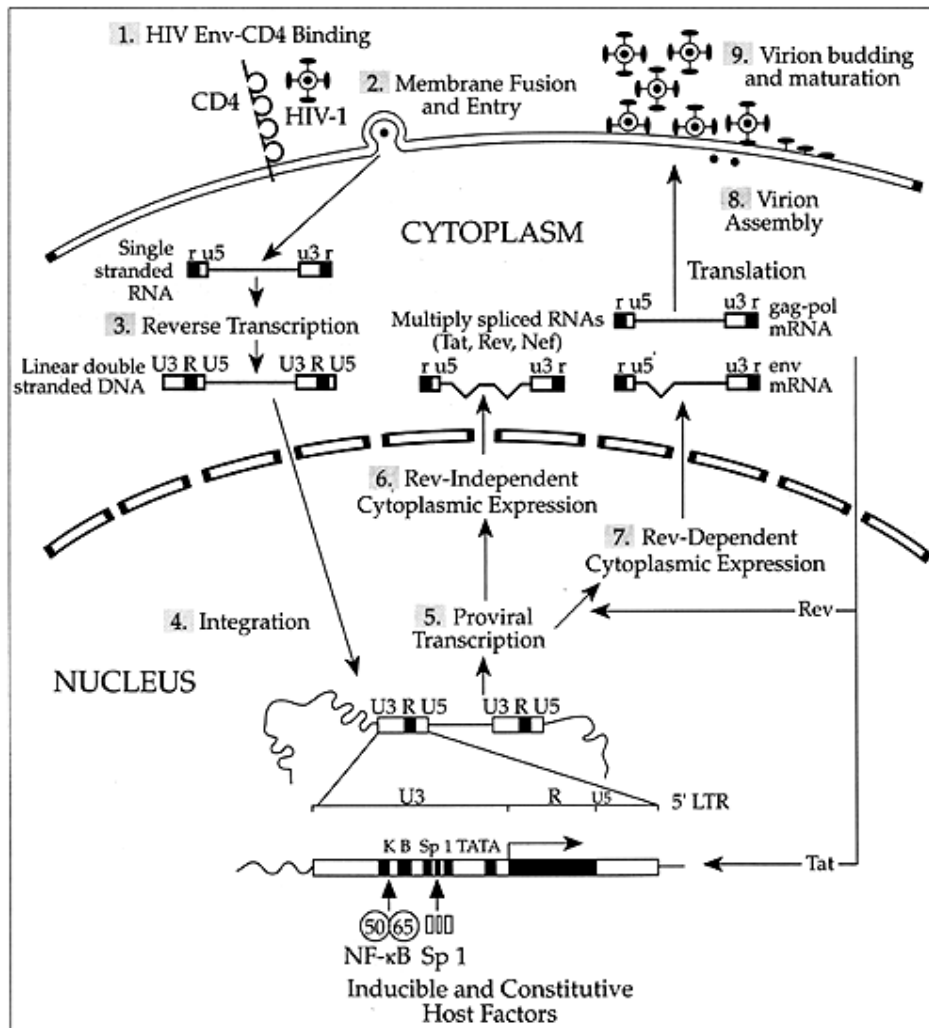 1. HIV Env-CD4 Binding
CD4
HIV-1
2. Membrane Fusion
and Entry
9. Virion budding
and maturation
8. Virion
Assembly
CYTOPLASM
Translation
Single
stranded
RNA
r u5
u3 r
3. Reverse Transcription
Linear double
stranded DNA
U3 R U5
U3 R U5
Multiply spliced RNAs
(Tat, Rev, Nef)
r u5
u3 r
r u5
u3 r
gag-pol
mRNA
r u5'
u3 r
env
mRNA
6. Rev-Independent
Cytoplasmic Expression
7. Rev-Dependent
Cytoplasmic Expression
Rev
4. Integration
5. Proviral
Transcription
NUCLEUS
U3 R U5
U3 R U5
U3
R
U5
5' LTR
K B Sp 1 TATA
Tat
50 65
NF-κB Sp 1
Inducible and Constitutive
Host Factors